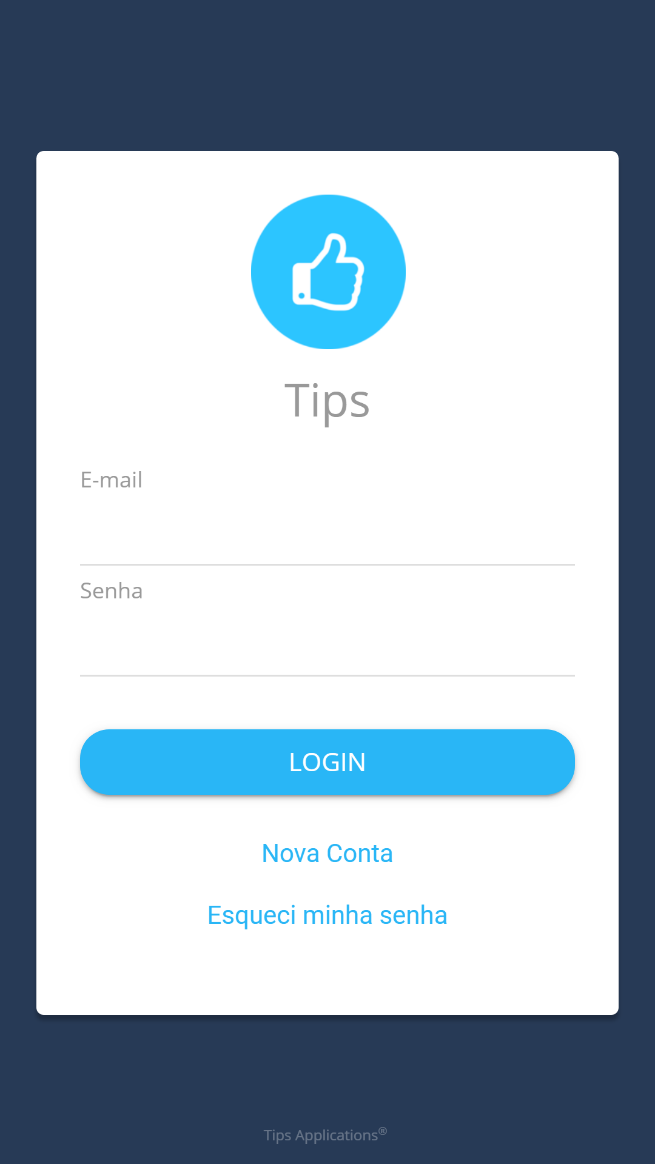 Tips
E-mail
Senha
LOGIN
Nova Conta
Esqueci minha senha
Tips Applications®